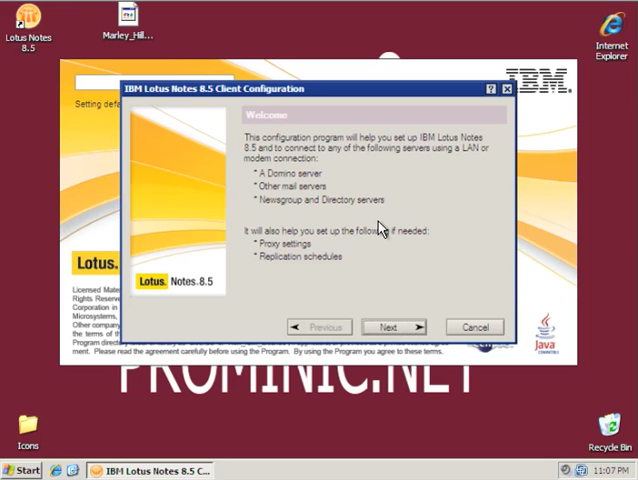 Lotus Notes
8.5
Marley_Hill...
Internet
Explorer
IBM Lotus Notes 8.5 Client Configuration
IBM.
Setting defa
Welcome
This configuration program will help you set up IBM Lotus Notes
8.5 and to connect to any of the following servers using a LAN or
modem connection:
* A Domino server
* Other mail servers
* Newsgroup and Directory servers
It will also help you set up the following if needed:
* Proxy settings
* Replication schedules
Lotus. Notes.8.5
Previous
Next
Cancel
Lotus.
Licensed Mate
Rights Reserve
Corporation in
Microsystems,
Other company
the terms of th
Program directo
ment. Please read the agreement carefully before using the Program. By using the Program you agree to these terms.
Java
COMPATIBLE
PROMINIC.NET
Icons
Recycle Bin
Start
IBM Lotus Notes 8.5 C...
11:07 PM